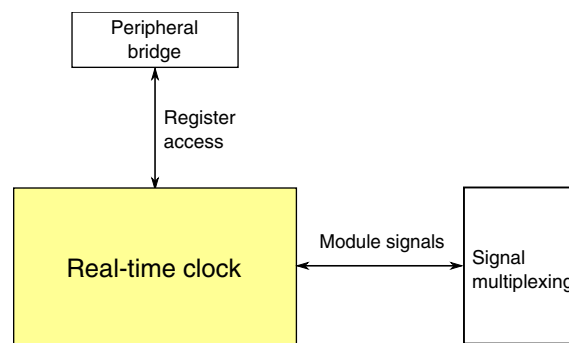 Peripheral
bridge
Register
access
Real-time clock
Module signals
Signal
multiplexing